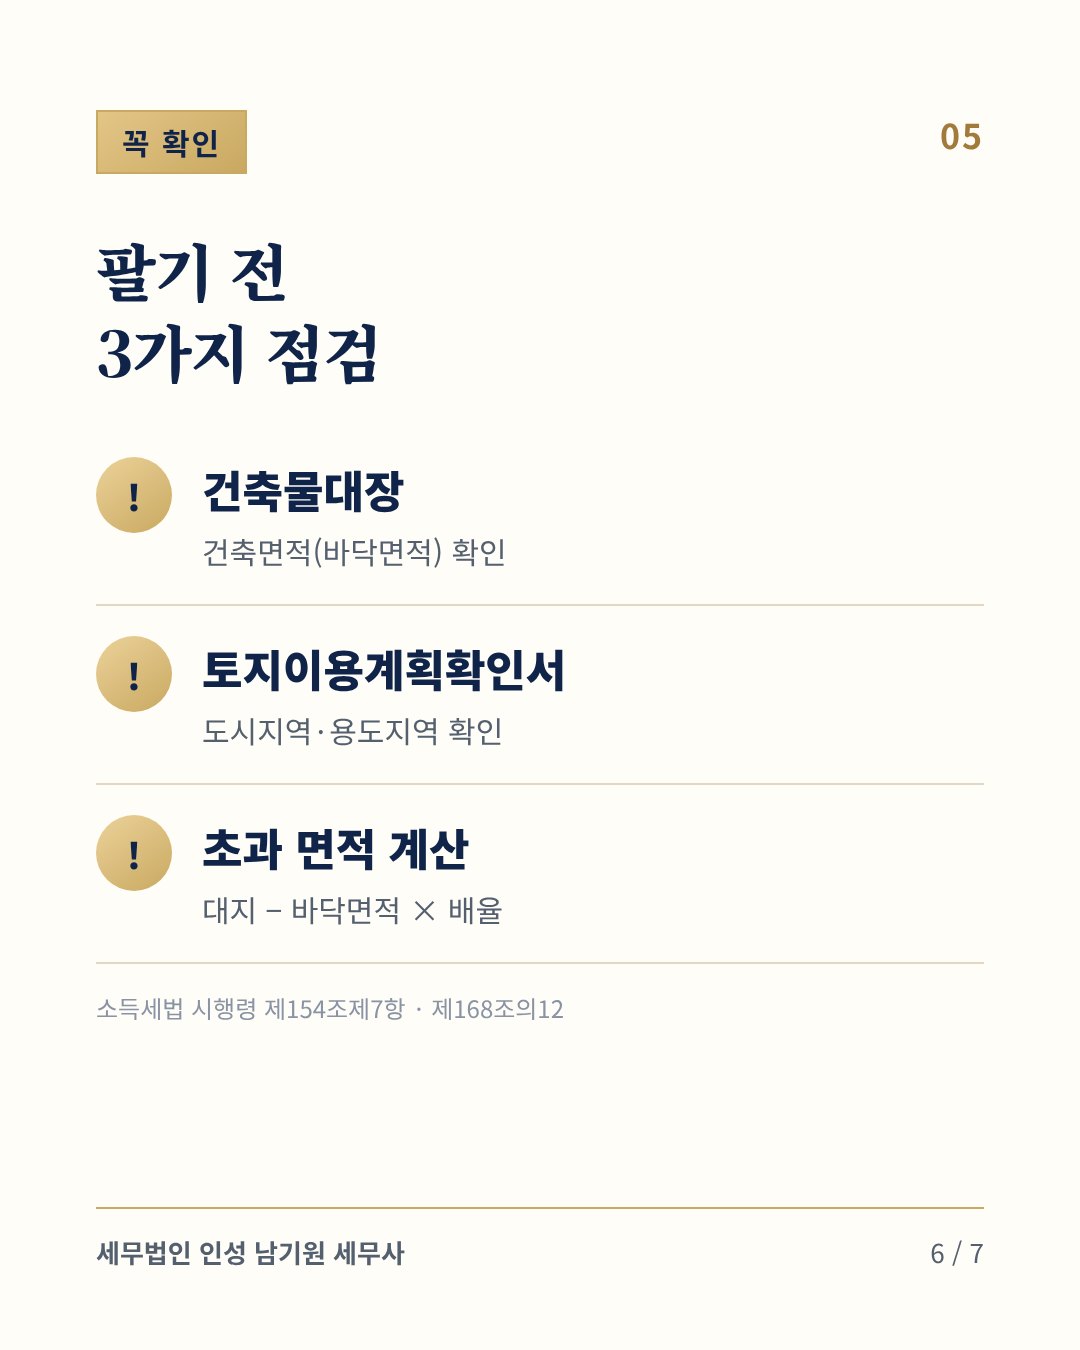 꼭 확인
05
팔기 전
3가지 점검
!
건축물대장
건축면적(바닥면적) 확인
!
토지이용계획확인서
도시지역·용도지역 확인
!
초과 면적 계산
대지 − 바닥면적 × 배율
소득세법 시행령 제154조제7항 · 제168조의12
세무법인 인성 남기원 세무사
6 / 7